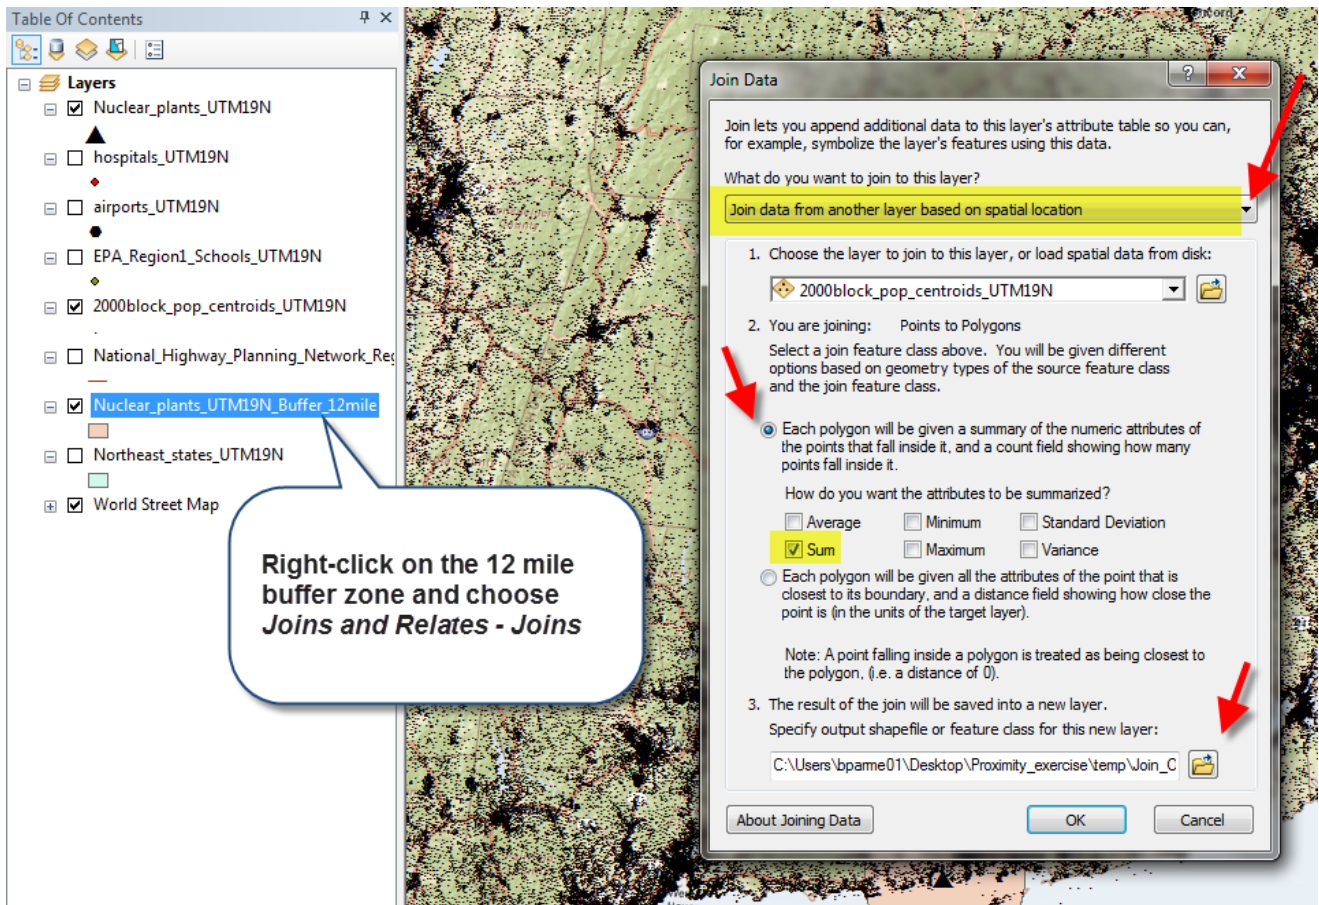 Table Of Contents
Layers
Nuclear_plants_UTM19N
hospitals_UTM19N
airports_UTM19N
EPA_Region1_Schools_UTM19N
2000block_pop_centroids_UTM19N
National_Highway_Planning_Network_Reg
Nuclear_plants_UTM19N_Buffer_12mile
Northeast_states_UTM19N
World Street Map
Right-click on the 12 mile
buffer zone and choose
Joins and Relates - Joins
Join Data
Join lets you append additional data to this layer's attribute table so you can,
for example, symbolize the layer's features using this data.
What do you want to join to this layer?
Join data from another layer based on spatial location
1. Choose the layer to join to this layer, or load spatial data from disk:
2000block_pop_centroids_UTM19N
2. You are joining: Points to Polygons
Select a join feature class above. You will be given different
options based on geometry types of the source feature class
and the join feature class.
Each polygon will be given a summary of the numeric attributes of
the points that fall inside it, and a count field showing how many
points fall inside it.
How do you want the attributes to be summarized?
Average Minimum Standard Deviation
Sum Maximum Variance
Each polygon will be given all the attributes of the point that is
closest to its boundary, and a distance field showing how close the
point is (in the units of the target layer).
Note: A point falling inside a polygon is treated as being closest to
the polygon, (i.e. a distance of 0).
3. The result of the join will be saved into a new layer.
Specify output shapefile or feature class for this new layer:
C:\Users\bparme01\Desktop\Proximity_exercise\temp\Join_O
About Joining Data OK Cancel